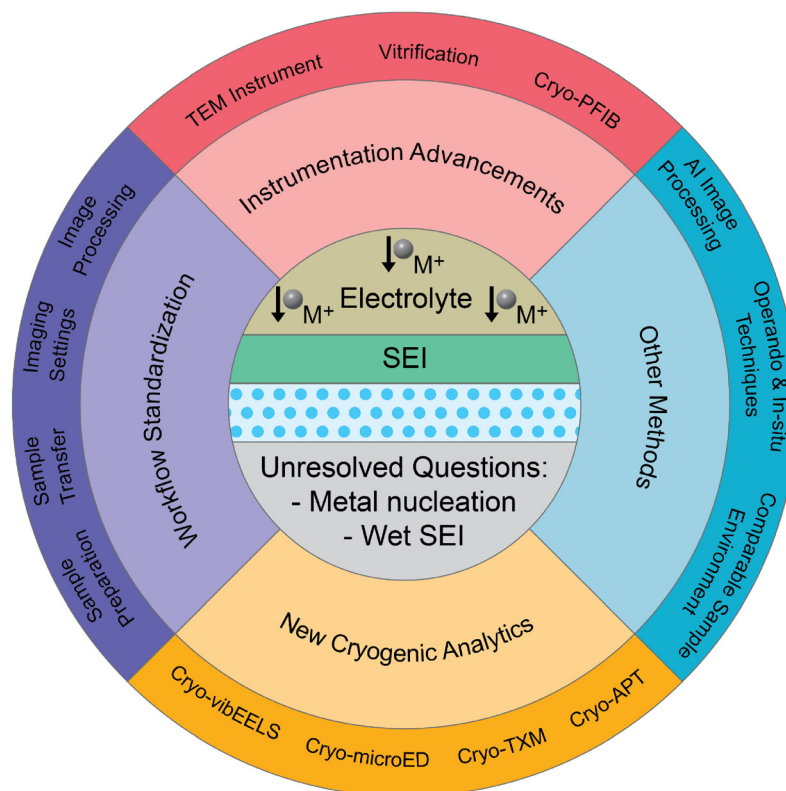 TEM Instrument
Vitrification
Cryo-PFIB
Instrumentation Advancements
AI Image
Processing
Operando & In-situ
Techniques
Comparable Sample
Environment
Other Methods
Image
Processing
Imaging
Settings
Sample
Transfer
Sample
Preparation
Workflow Standardization
M⁺
M⁺
M⁺
Electrolyte
SEI
Unresolved Questions:
- Metal nucleation
- Wet SEI
New Cryogenic Analytics
Cryo-vibEELS
Cryo-microED
Cryo-TXM
Cryo-APT